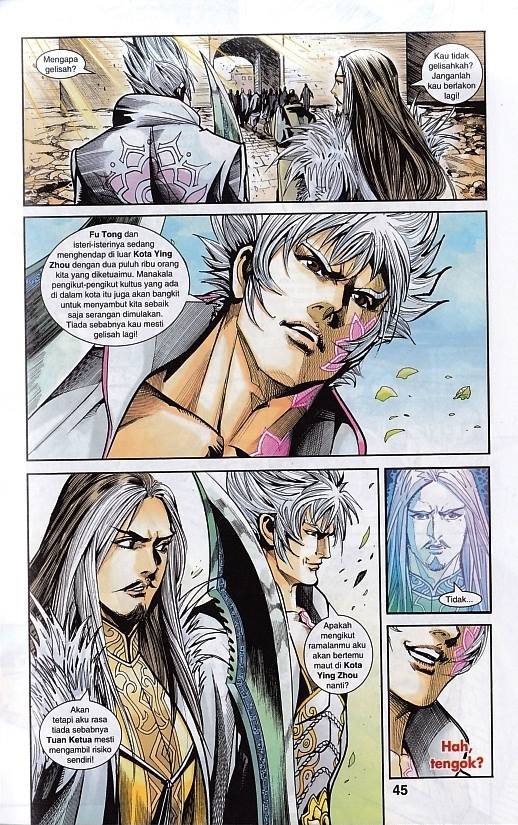 Mengapa
gelisah?
Kau tidak
gelisahkah?
Janganlah
kau berlakon
lagi!
Fu Tong dan
isteri-isterinya sedang
menghendap di luar Kota Ying
Zhou dengan dua puluh ribu orang
kita yang diketuaimu. Manakala
pengikut-pengikut kultus yang ada
di dalam kota itu juga akan bangkit
untuk menyambut kita sebaik
saja serangan dimulakan.
Tiada sebabnya kau mesti
gelisah lagi!
Akan
tetapi aku rasa
tiada sebabnya
Tuan Ketua mesti
mengambil risiko
sendiri!
Apakah
mengikut
ramalanmu aku
akan bertemu
maut di Kota
Ying Zhou
nanti?
Tidak...
Hah,
tengok?
45